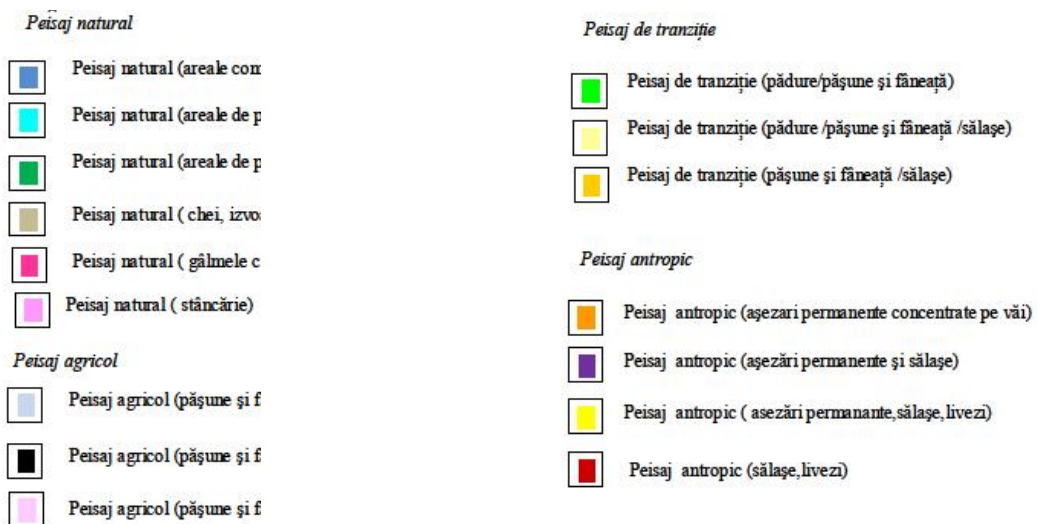 Peisaj natural
Peisaj natural (areale com
Peisaj natural (areale de p
Peisaj natural (areale de p
Peisaj natural ( chei, izvo
Peisaj natural ( gâlmele c
Peisaj natural ( stâncărie)
Peisaj agricol
Peisaj agricol (păşune şi f
Peisaj agricol (păşune şi f
Peisaj agricol (păşune şi f
Peisaj de tranziţie
Peisaj de tranziţie (pădure/păşune şi fâneaţă)
Peisaj de tranziţie (pădure /păşune şi fâneaţă /sălaşe)
Peisaj de tranziţie (păşune şi fâneaţă /sălaşe)
Peisaj antropic
Peisaj antropic (aşezari permanente concentrate pe văi)
Peisaj antropic (aşezări permanente şi sălaşe)
Peisaj antropic ( asezări permanante,sălaşe,livezi)
Peisaj antropic (sălaşe,livezi)